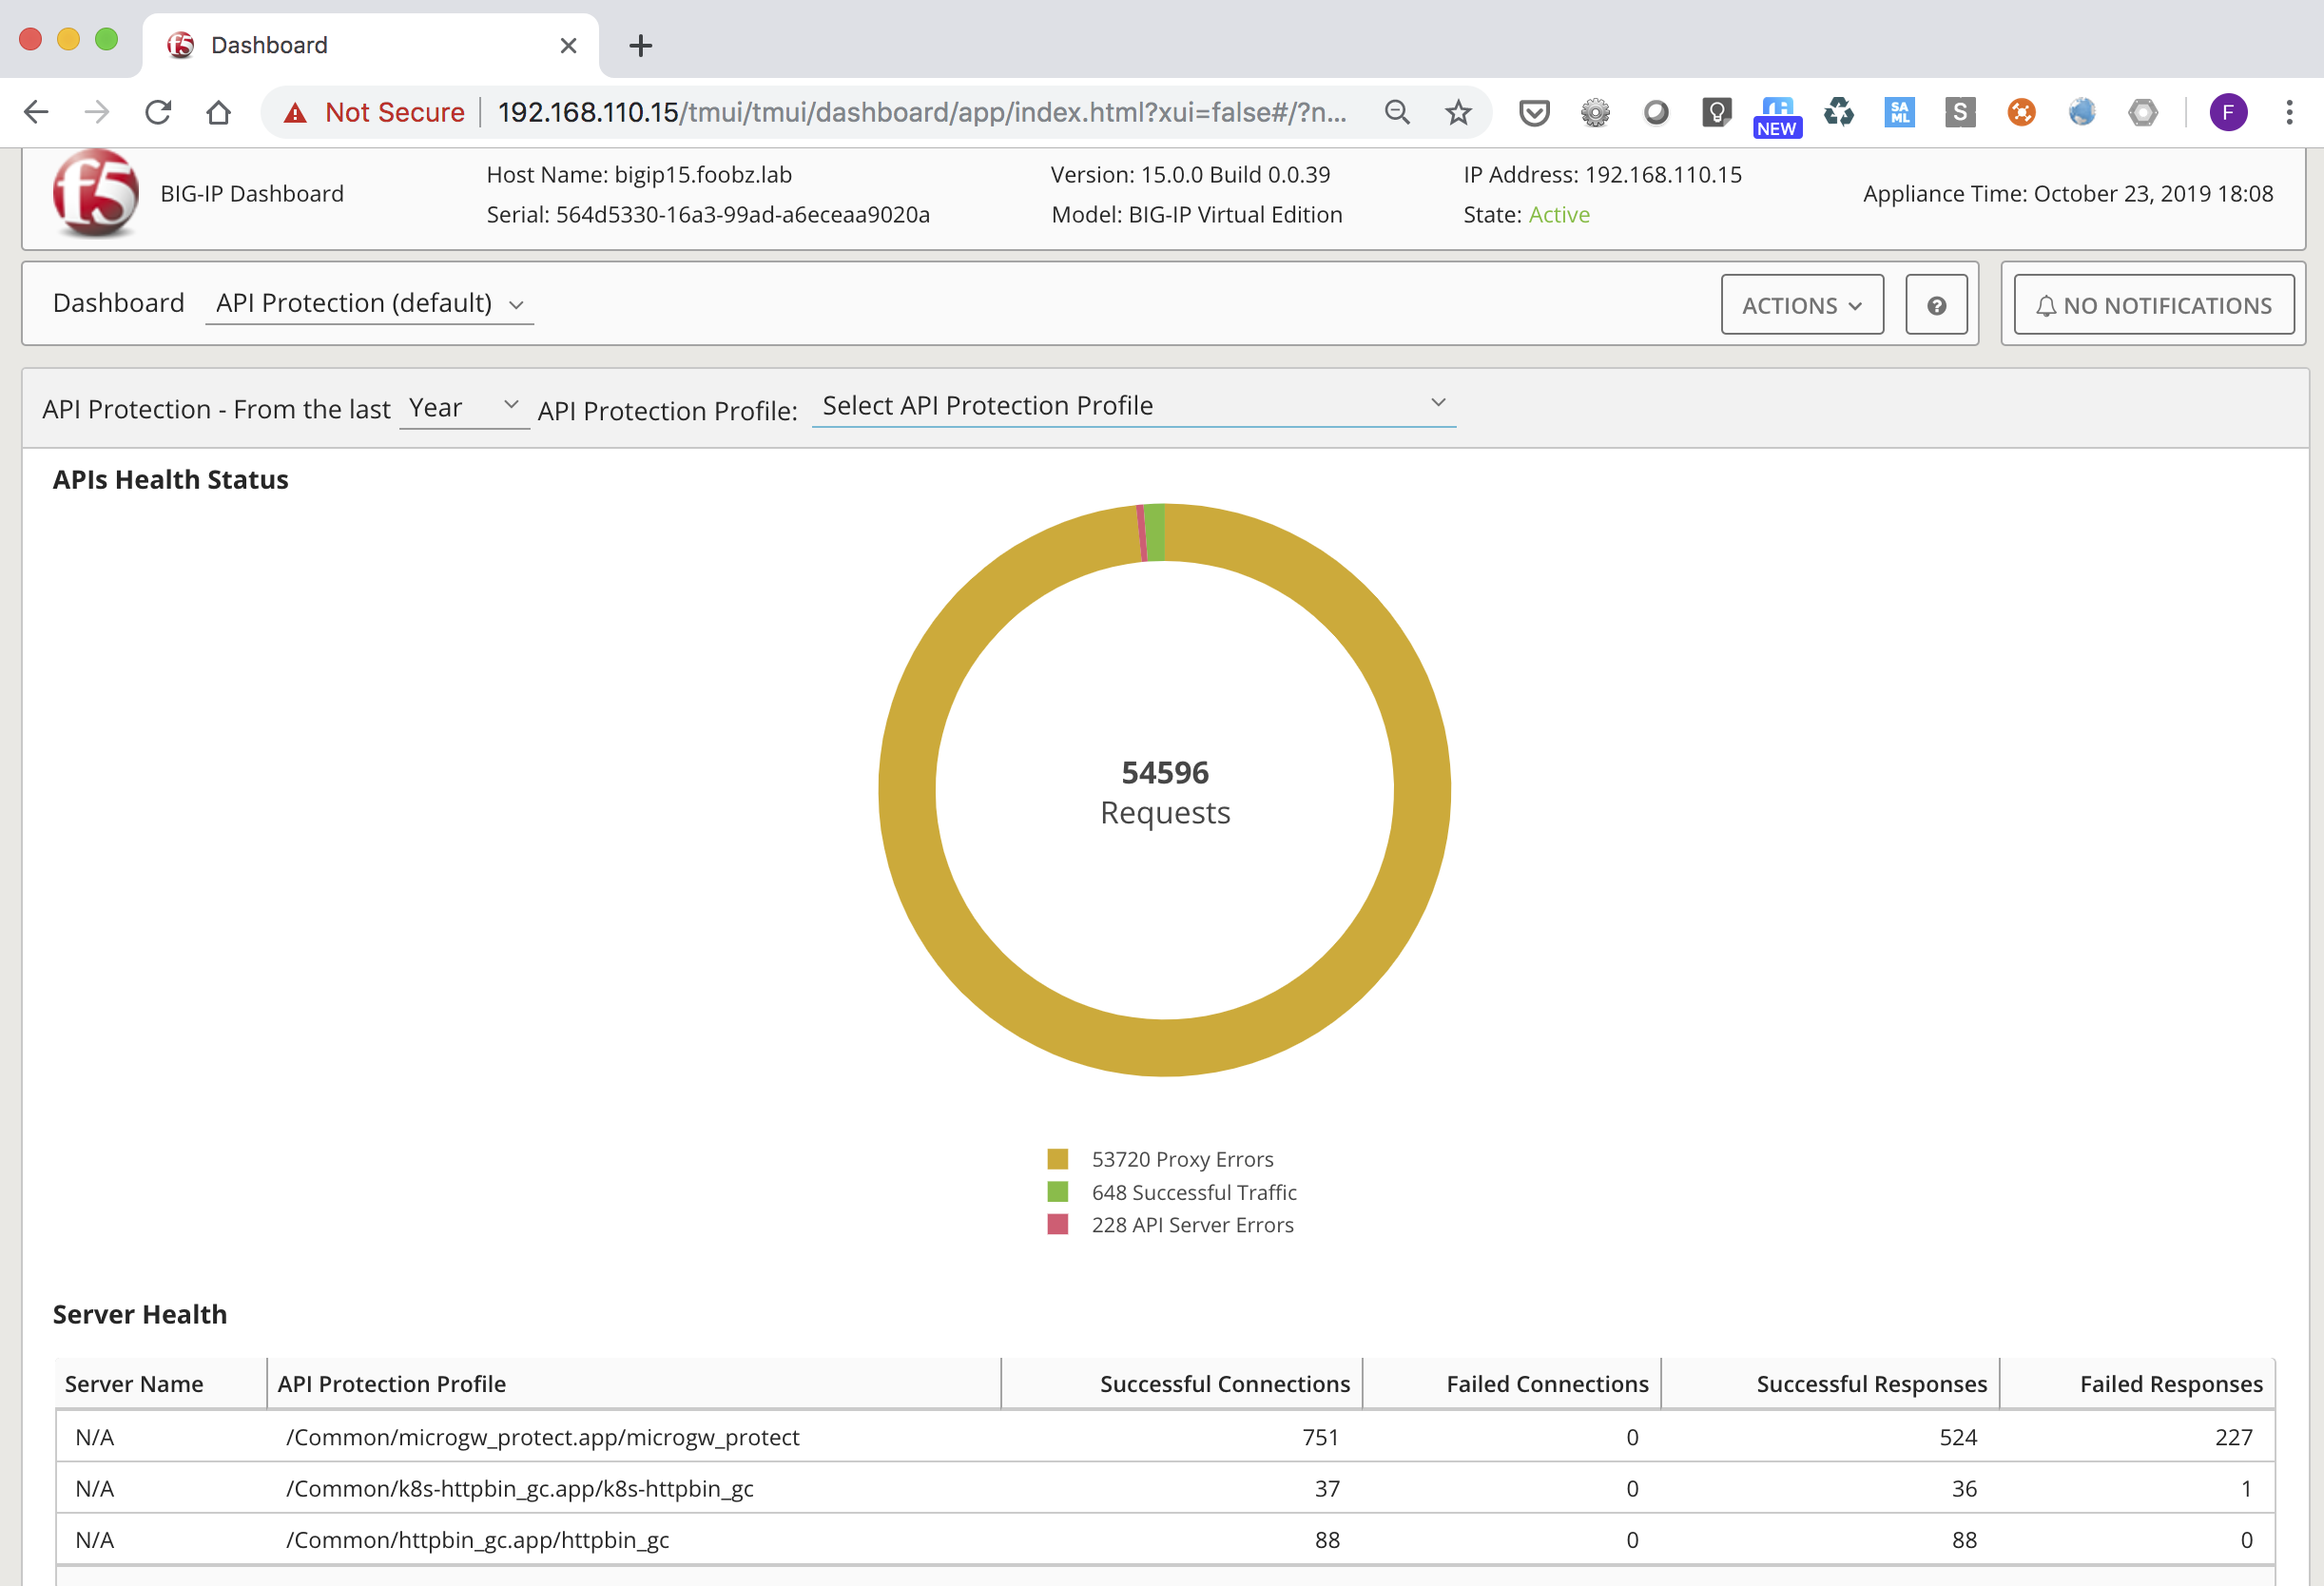 Dashboard
Not Secure 192.168.110.15/tmui/tmui/dashboard/app/index.html?xui=false#/?n...
NEW
SA
ML
S
F
f5
BIG-IP Dashboard
Host Name: bigip15.foobz.lab
Serial: 564d5330-16a3-99ad-a6eceaa9020a
Version: 15.0.0 Build 0.0.39
Model: BIG-IP Virtual Edition
IP Address: 192.168.110.15
State: Active
Appliance Time: October 23, 2019 18:08
Dashboard API Protection (default)
ACTIONS
?
NO NOTIFICATIONS
API Protection - From the last Year API Protection Profile: Select API Protection Profile
APIs Health Status
54596
Requests
53720 Proxy Errors
648 Successful Traffic
228 API Server Errors
Server Health
Server Name API Protection Profile Successful Connections Failed Connections Successful Responses Failed Responses
N/A /Common/microgw_protect.app/microgw_protect 751 0 524 227
N/A /Common/k8s-httpbin_gc.app/k8s-httpbin_gc 37 0 36 1
N/A /Common/httpbin_gc.app/httpbin_gc 88 0 88 0